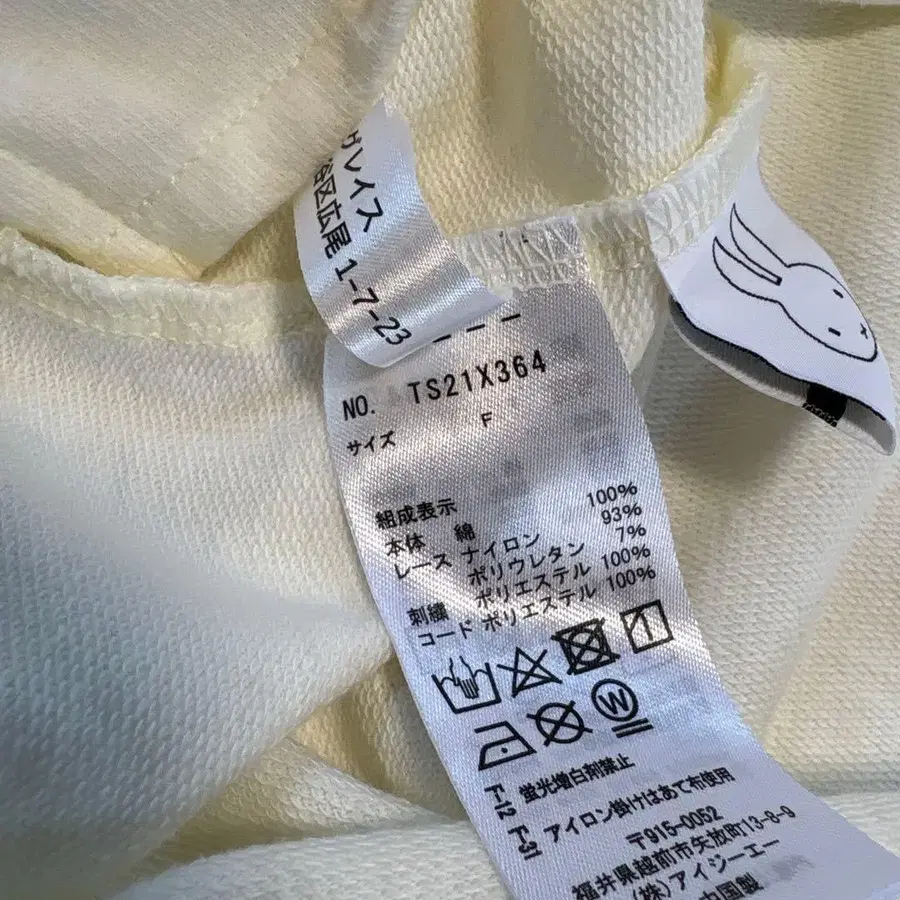 グレイス
谷区広尾 1-7-23
NO. TS21X364
サイズ F
組成表示
本体 綿 100%
レース ナイロン 93%
ポリウレタン 7%
刺繍 ポリエステル 100%
コード ポリエステル 100%
W
F-12 蛍光増白剤禁止
F-01 アイロン掛けはあて布使用
〒915-0052
福井県越前市矢放町13-8-9
(株)アイジーエー
中国製